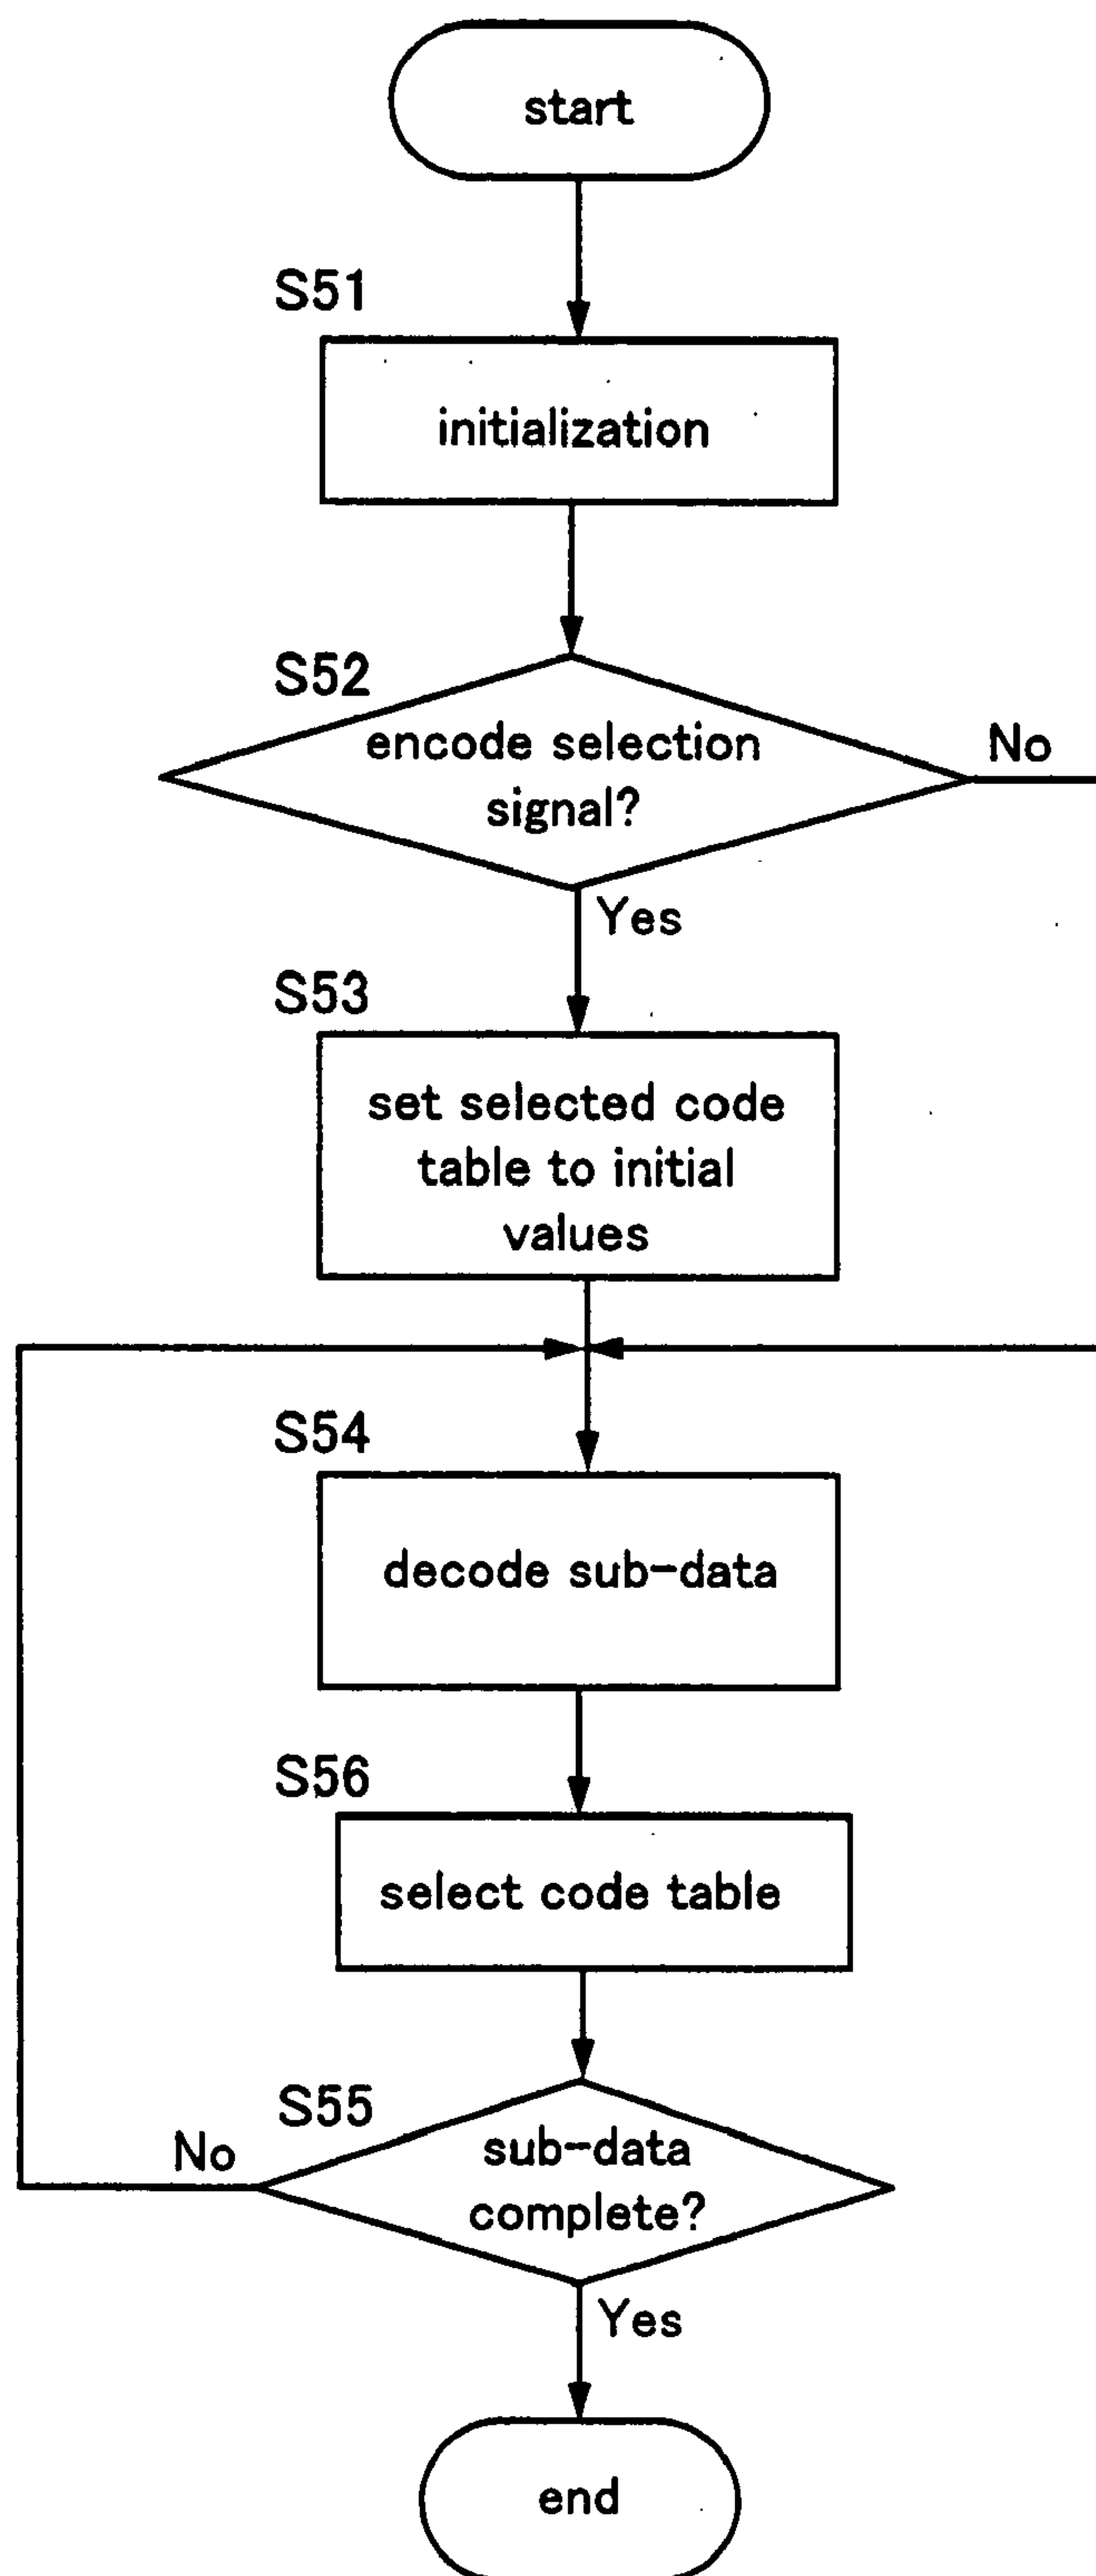 start
S51
initialization
S52
encode selection
signal?
No
Yes
S53
set selected code
table to initial
values
S54
decode sub-data
S56
select code table
S55
No
sub-data
complete?
Yes
end